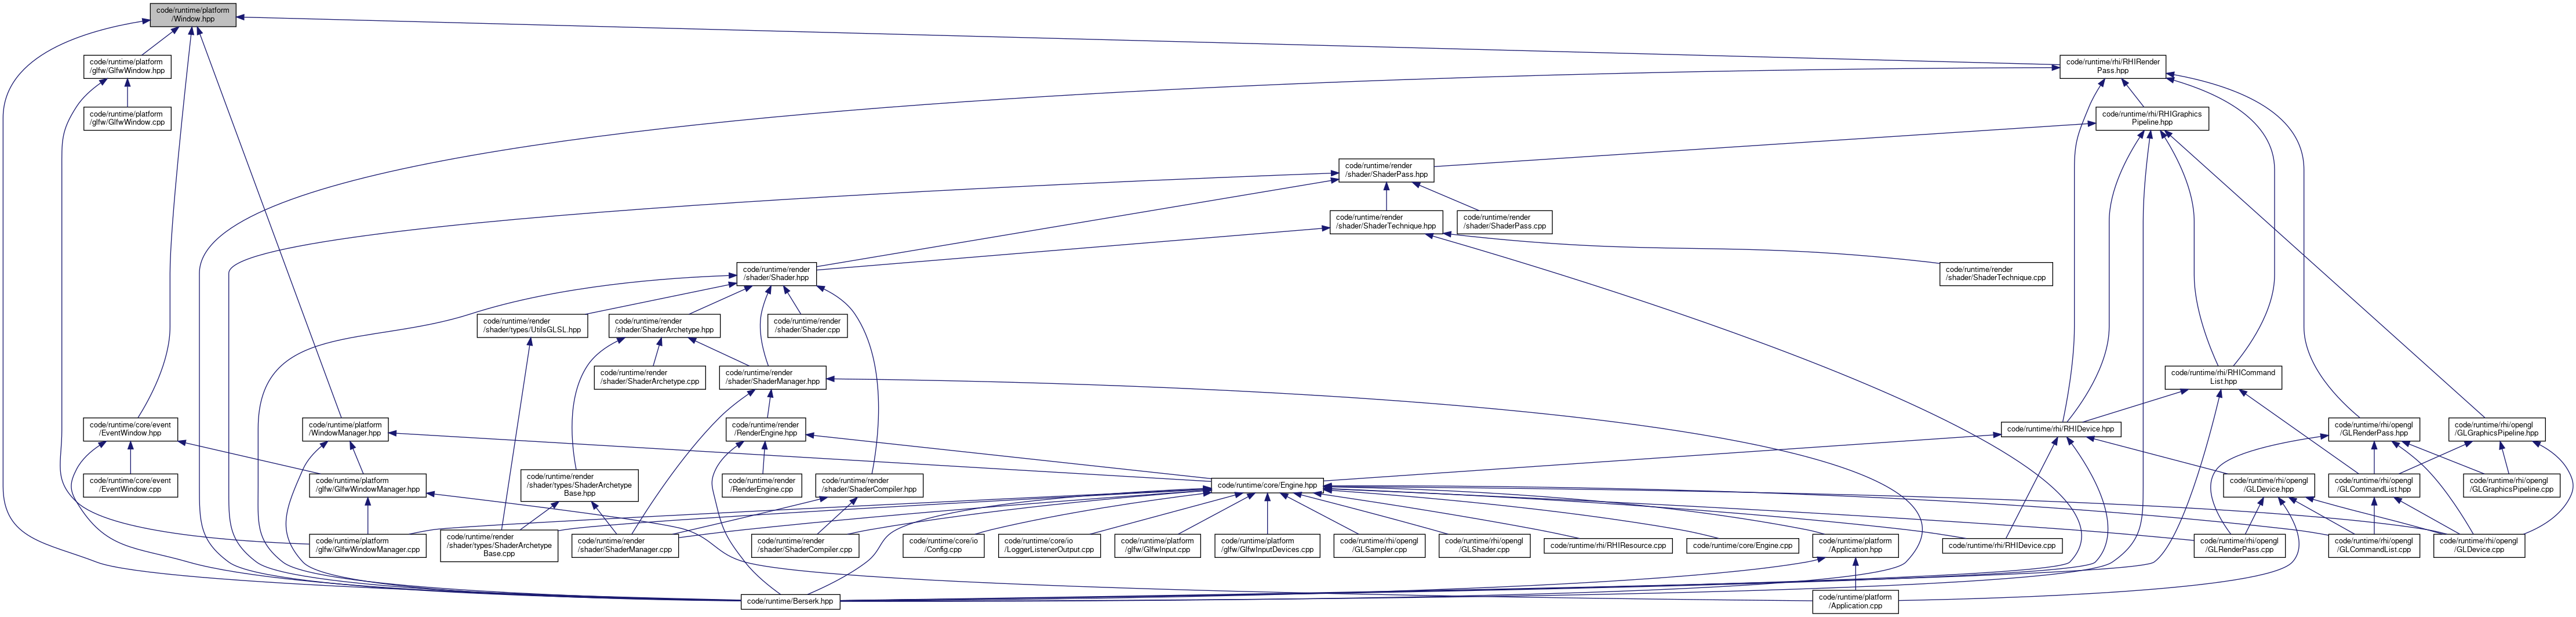 code/runtime/platform
/Window.hpp
code/runtime/platform
/glfw/GlfwWindow.hpp
code/runtime/rhi/RHIRender
Pass.hpp
code/runtime/platform
/glfw/GlfwWindow.cpp
code/runtime/rhi/RHIGraphics
Pipeline.hpp
code/runtime/render
/shader/ShaderPass.hpp
code/runtime/render
/shader/ShaderTechnique.hpp
code/runtime/render
/shader/ShaderPass.cpp
code/runtime/render
/shader/Shader.hpp
code/runtime/render
/shader/ShaderTechnique.cpp
code/runtime/render
/shader/types/UtilsGLSL.hpp
code/runtime/render
/shader/ShaderArchetype.hpp
code/runtime/render
/shader/Shader.cpp
code/runtime/render
/shader/ShaderArchetype.cpp
code/runtime/render
/shader/ShaderManager.hpp
code/runtime/rhi/RHICommand
List.hpp
code/runtime/core/event
/EventWindow.hpp
code/runtime/platform
/WindowManager.hpp
code/runtime/render
/RenderEngine.hpp
code/runtime/rhi/RHIDevice.hpp
code/runtime/rhi/opengl
/GLRenderPass.hpp
code/runtime/rhi/opengl
/GLGraphicsPipeline.hpp
code/runtime/core/event
/EventWindow.cpp
code/runtime/platform
/glfw/GlfwWindowManager.hpp
code/runtime/render
/shader/types/ShaderArchetype
Base.hpp
code/runtime/render
/RenderEngine.cpp
code/runtime/render
/shader/ShaderCompiler.hpp
code/runtime/core/Engine.hpp
code/runtime/rhi/opengl
/GLDevice.hpp
code/runtime/rhi/opengl
/GLCommandList.hpp
code/runtime/rhi/opengl
/GLGraphicsPipeline.cpp
code/runtime/platform
/glfw/GlfwWindowManager.cpp
code/runtime/render
/shader/types/ShaderArchetype
Base.cpp
code/runtime/render
/shader/ShaderManager.cpp
code/runtime/render
/shader/ShaderCompiler.cpp
code/runtime/core/io
/Config.cpp
code/runtime/core/io
/LoggerListenerOutput.cpp
code/runtime/platform
/glfw/GlfwInput.cpp
code/runtime/platform
/glfw/GlfwInputDevices.cpp
code/runtime/rhi/opengl
/GLSampler.cpp
code/runtime/rhi/opengl
/GLShader.cpp
code/runtime/rhi/RHIResource.cpp
code/runtime/core/Engine.cpp
code/runtime/platform
/Application.hpp
code/runtime/rhi/RHIDevice.cpp
code/runtime/rhi/opengl
/GLRenderPass.cpp
code/runtime/rhi/opengl
/GLCommandList.cpp
code/runtime/rhi/opengl
/GLDevice.cpp
code/runtime/Berserk.hpp
code/runtime/platform
/Application.cpp